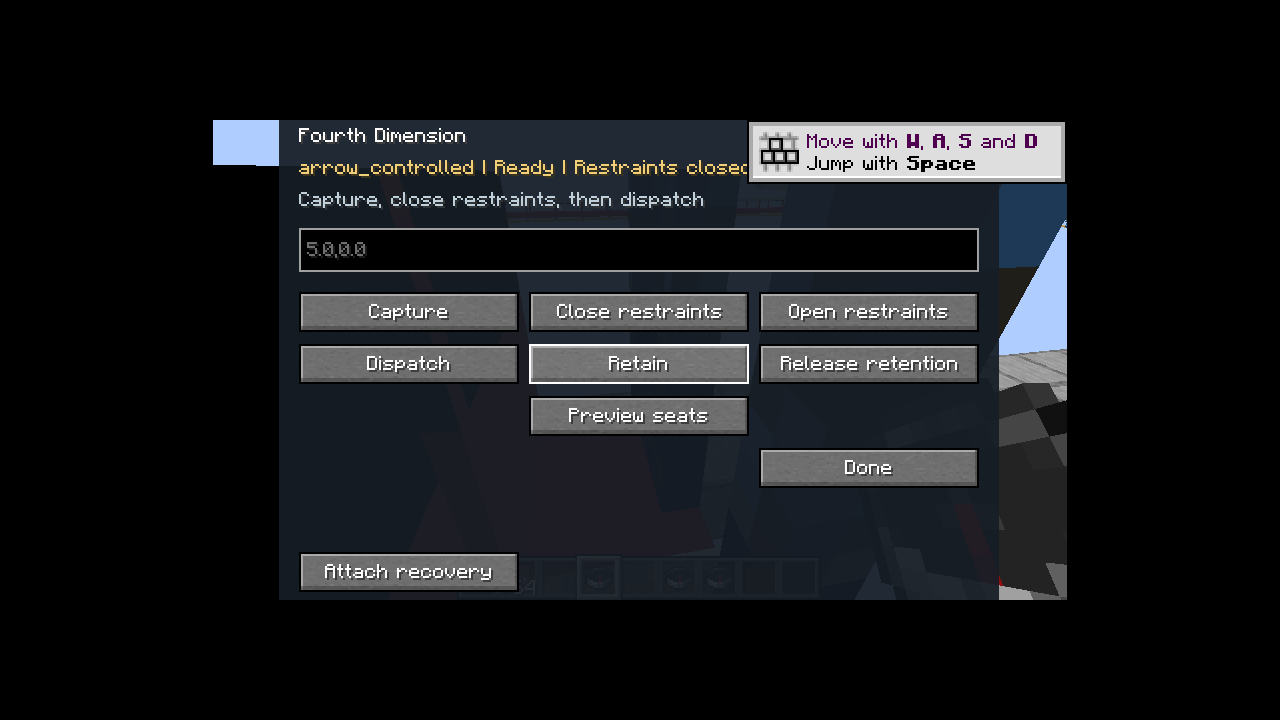 Fourth Dimension
Move with W, A, S and D
Jump with Space
arrow_controlled | Ready | Restraints closed
Capture, close restraints, then dispatch
5.0,0.0
Capture
Close restraints
Open restraints
Dispatch
Retain
Release retention
Preview seats
Done
Attach recovery